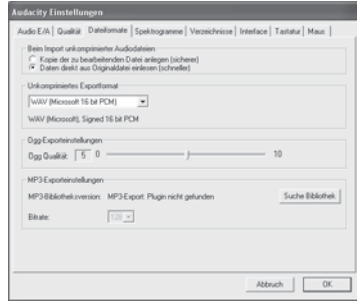 Audacity Einstellungen
Audio E/A | Qualität | Dateiformate | Spektrogramme | Verzeichnisse | Interface | Tastatur | Maus
Beim Import unkomprimierter Audiodateien
Kopie der zu bearbeitenden Datei anlegen (sicherer)
Daten direkt aus Originaldatei einlesen (schneller)
Unkomprimiertes Exportformat
WAV (Microsoft 16 bit PCM)
WAV (Microsoft), Signed 16 bit PCM
Ogg-Exporteinstellungen
Ogg Qualität: 5 0 10
MP3-Exporteinstellungen
MP3-Bibliotheksversion: MP3-Export: Plugin nicht gefunden Suche Bibliothek
Bitrate: 128
Abbruch OK